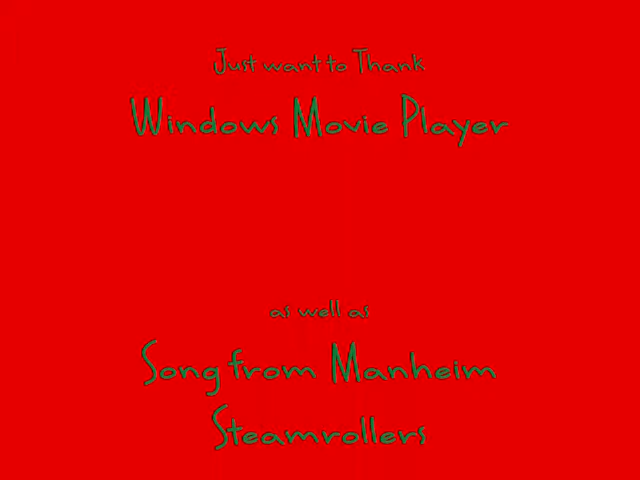 Just want to Thank
Windows Movie Player
as well as
Song from Manheim
Steamrollers